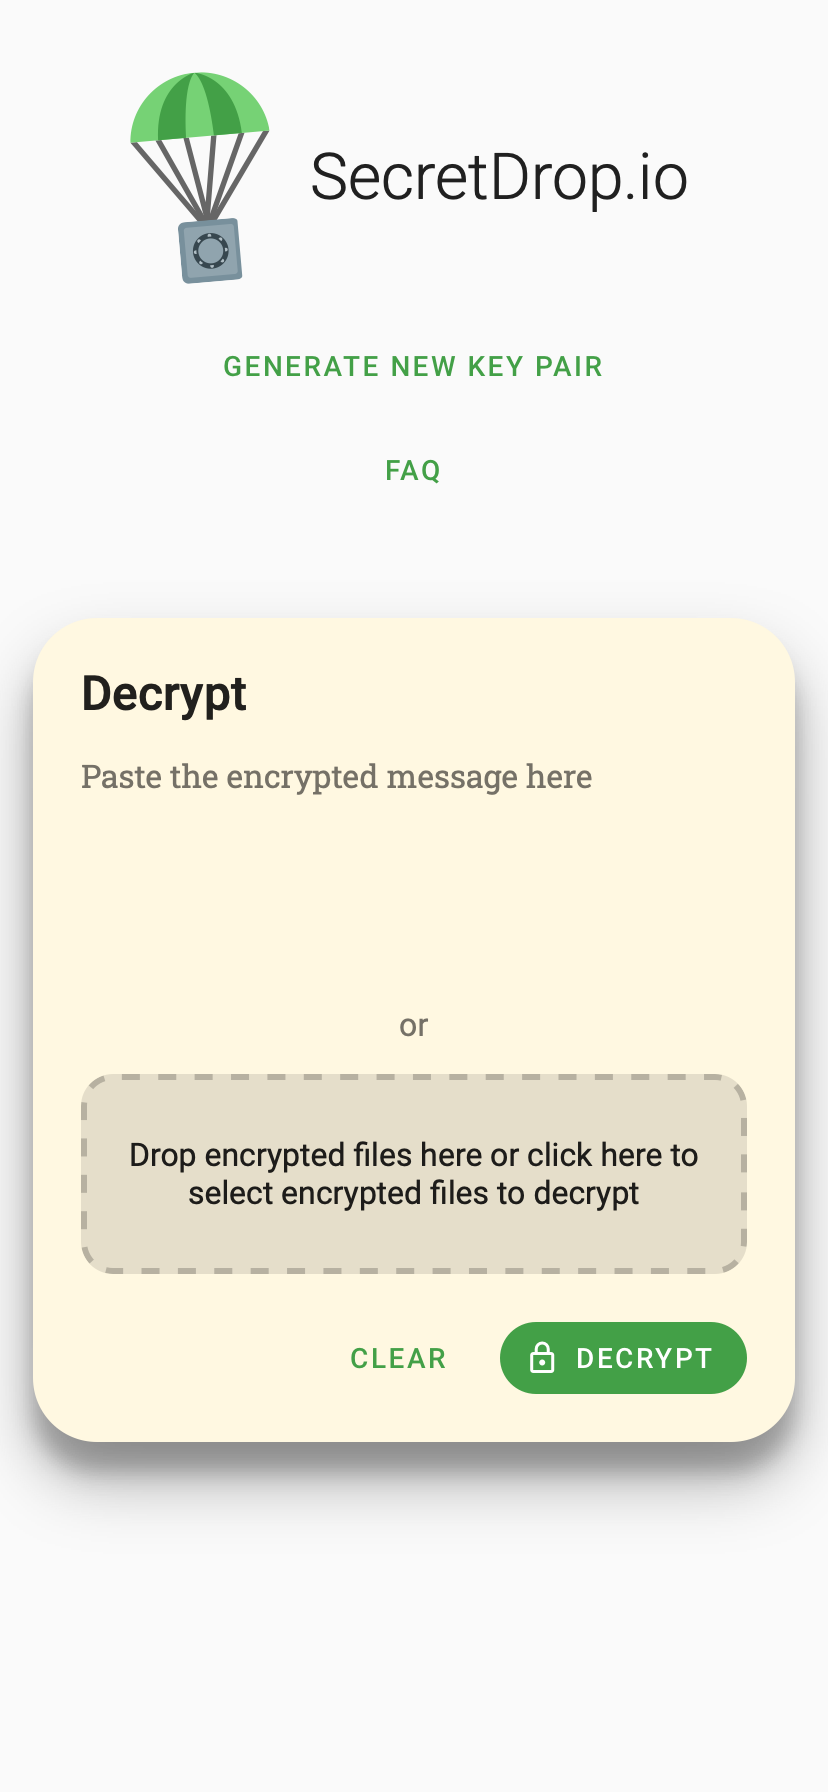 SecretDrop.io
GENERATE NEW KEY PAIR
FAQ
Decrypt
Paste the encrypted message here
or
Drop encrypted files here or click here to
select encrypted files to decrypt
CLEAR
DECRYPT